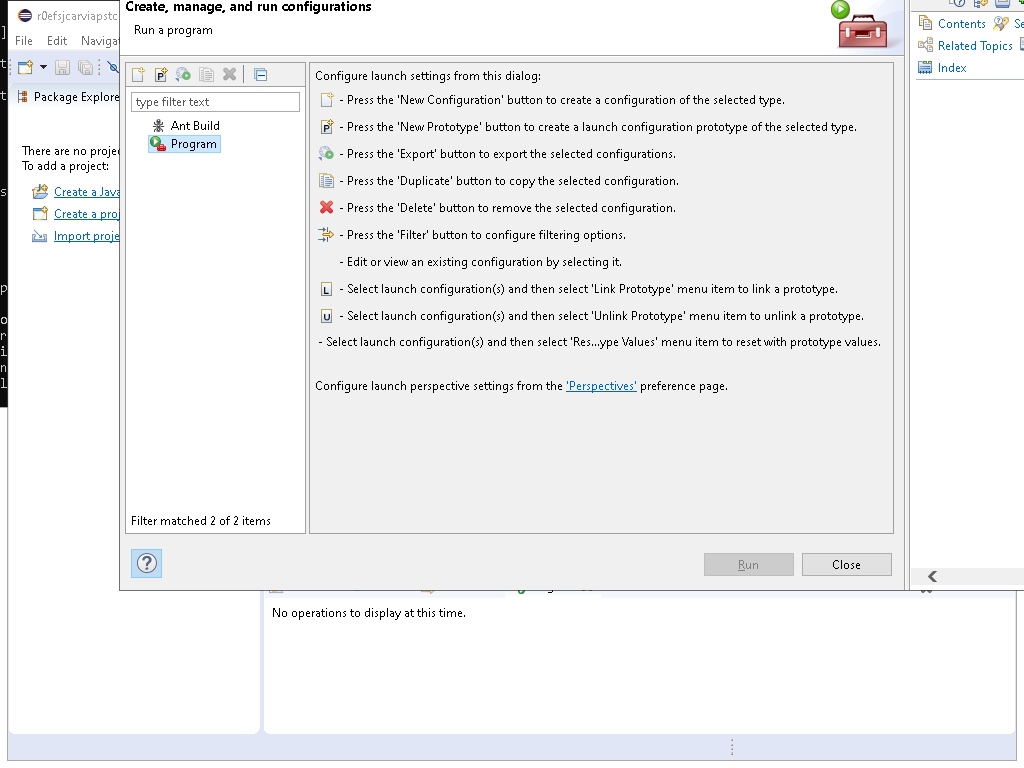 Create, manage, and run configurations
r0efsjcarviapstc
Run a program
File Edit Naviga
Contents
Se
Related Topics
Index
Package Explore
type filter text
Ant Build
Program
There are no projec
To add a project:
Create a Java
Create a proj
Import proje
Configure launch settings from this dialog:
- Press the 'New Configuration' button to create a configuration of the selected type.
- Press the 'New Prototype' button to create a launch configuration prototype of the selected type.
- Press the 'Export' button to export the selected configurations.
- Press the 'Duplicate' button to copy the selected configuration.
- Press the 'Delete' button to remove the selected configuration.
- Press the 'Filter' button to configure filtering options.
- Edit or view an existing configuration by selecting it.
L - Select launch configuration(s) and then select 'Link Prototype' menu item to link a prototype.
U - Select launch configuration(s) and then select 'Unlink Prototype' menu item to unlink a prototype.
- Select launch configuration(s) and then select 'Res...ype Values' menu item to reset with prototype values.
Configure launch perspective settings from the 'Perspectives' preference page.
Filter matched 2 of 2 items
Run
Close
No operations to display at this time.